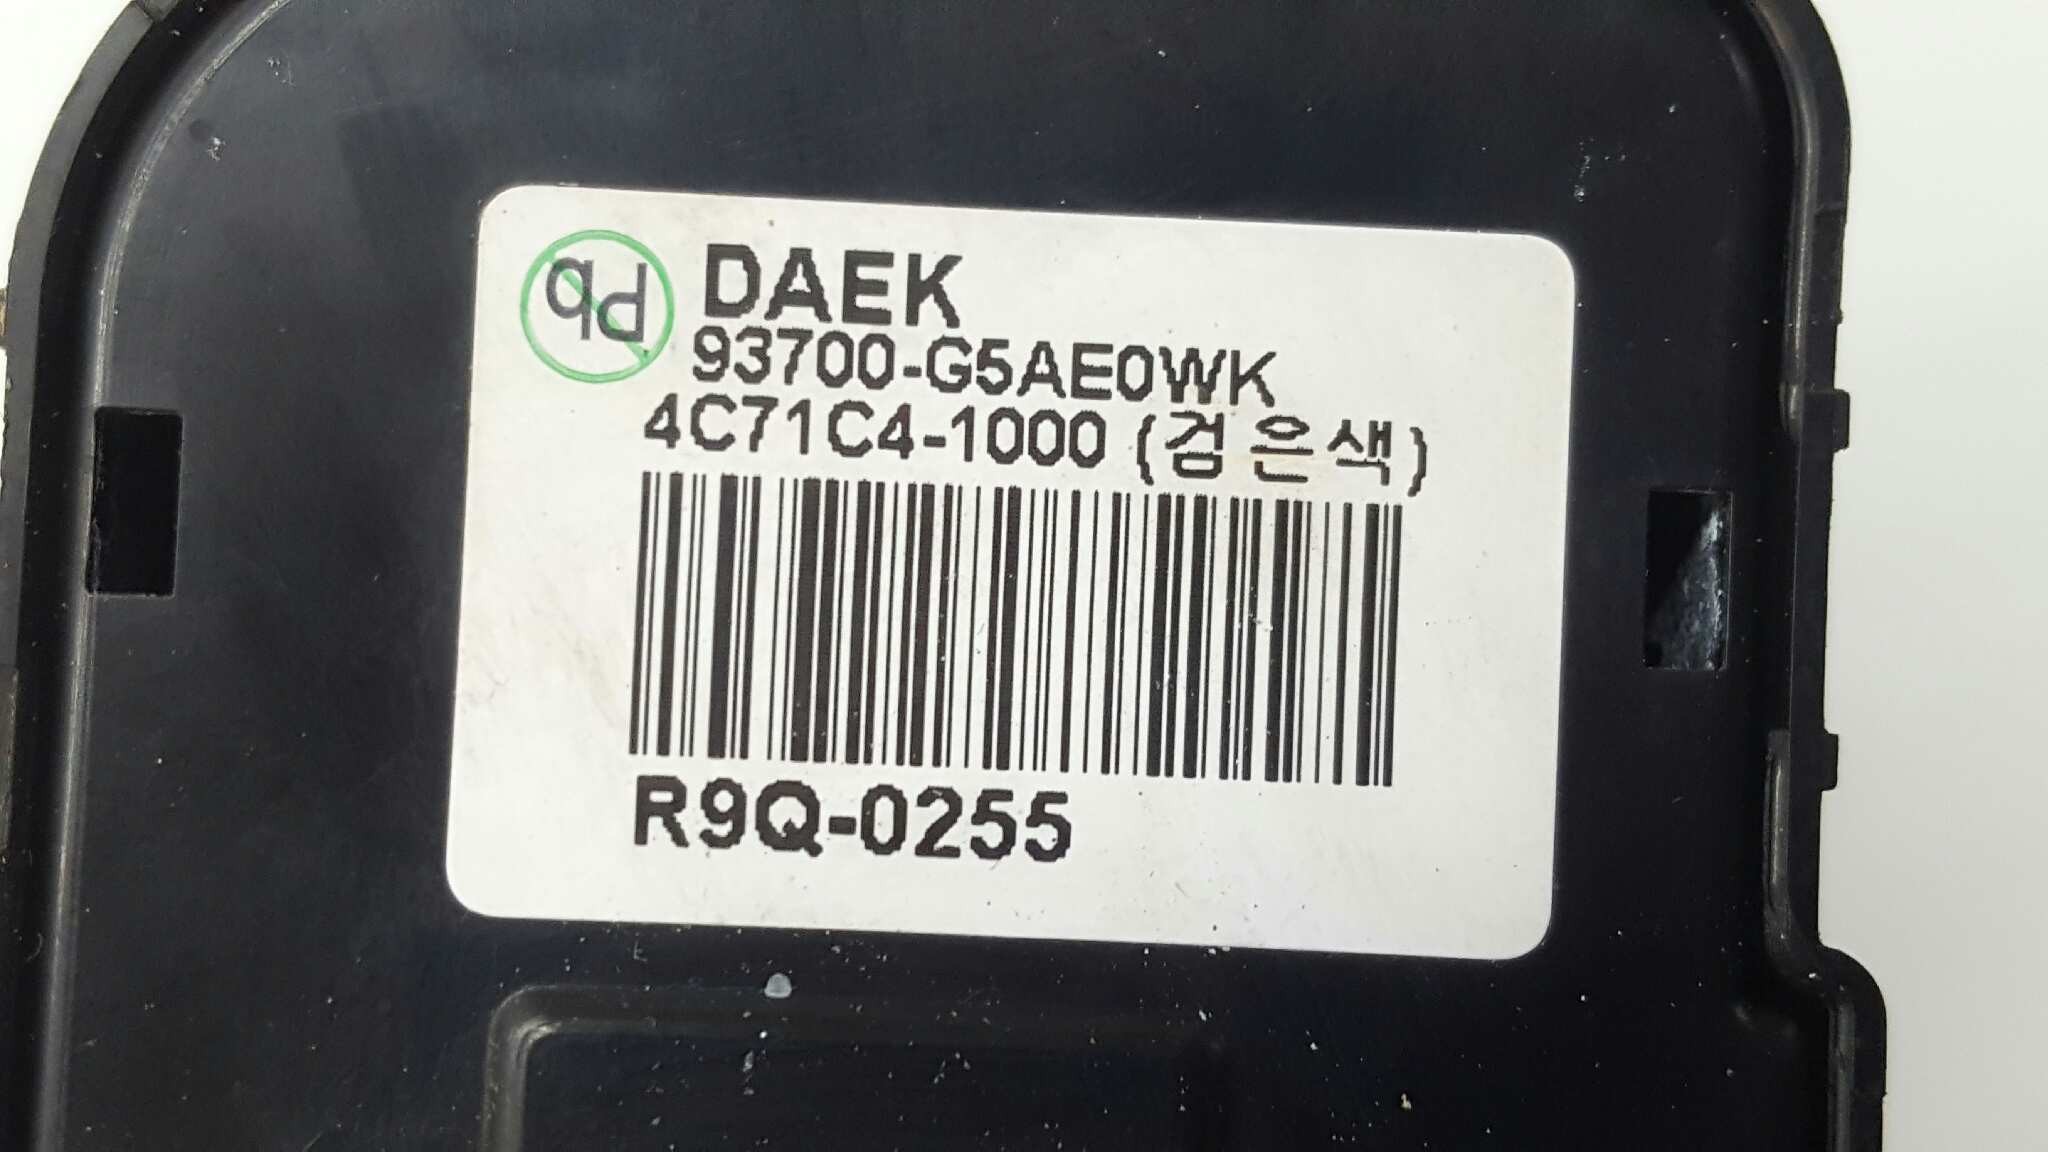 Pb DAEK
93700-G5AE0WK
4C71C4-1000 (검은색)
R9Q-0255